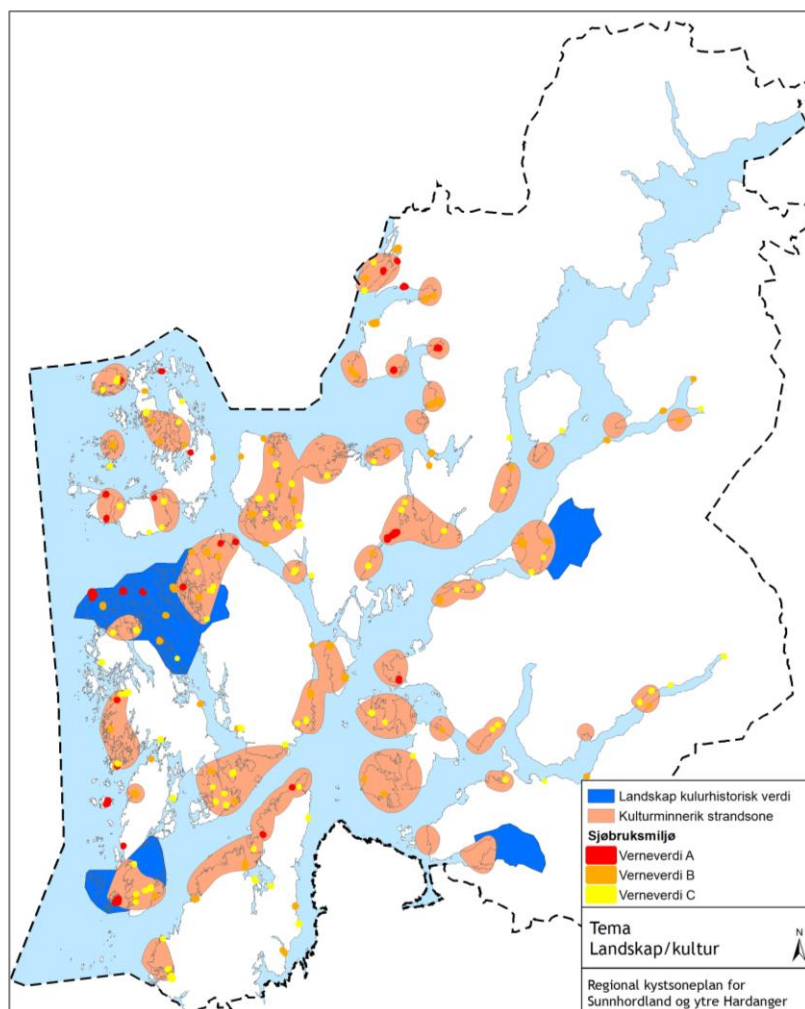 Landskap kulurhistorisk verdi
Kulturminnerik strandsone
Sjøbruksmiljø
Verneverdi A
Verneverdi B
Verneverdi C
Tema
Landskap/kultur
N
Regional kystsoneplan for
Sunnhordland og ytre Hardanger